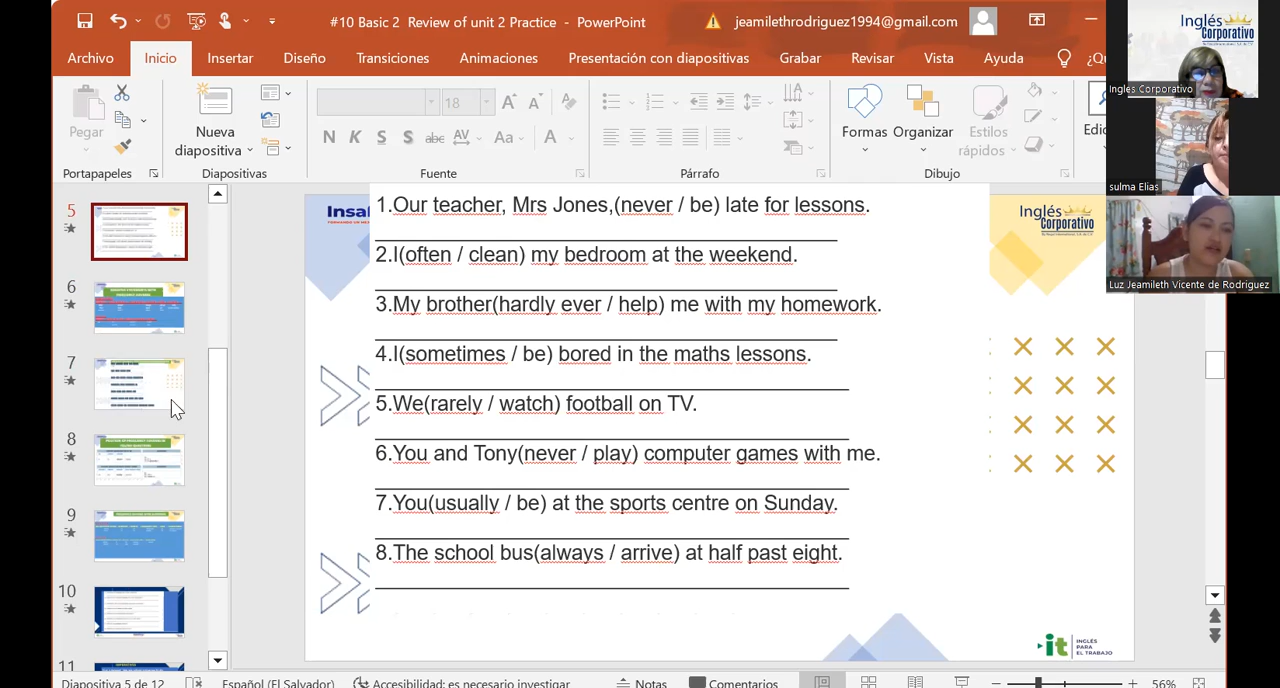 #10 Basic 2 Review of unit 2 Practice - PowerPoint
jeamilethrodriguez1994@gmail.com
Archivo Inicio Insertar Diseño Transiciones Animaciones Presentación con diapositivas Grabar Revisar Vista Ayuda
Pegar
Nueva
diapositiva
18
N K S S abc AV Aa A
Formas Organizar Estilos
rápidos
Portapapeles Diapositivas Fuente Párrafo Dibujo
Inglés
Corporativo
Ingles Corporativo
sulma Elias
Luz Jeamileth Vicente de Rodriguez
5
6
7
8
9
10
11
Inglés
Corporativo
1.Our teacher, Mrs Jones,(never / be) late for lessons.
2.I(often / clean) my bedroom at the weekend.
3.My brother(hardly ever / help) me with my homework.
4.I(sometimes / be) bored in the maths lessons.
5.We(rarely / watch) football on TV.
6.You and Tony(never / play) computer games with me.
7.You(usually / be) at the sports centre on Sunday.
8.The school bus(always / arrive) at half past eight.
it INGLÉS
PARA
EL TRABAJO
Diapositiva 5 de 12 Español (El Salvador) Accesibilidad: es necesario investigar Notas Comentarios 56%